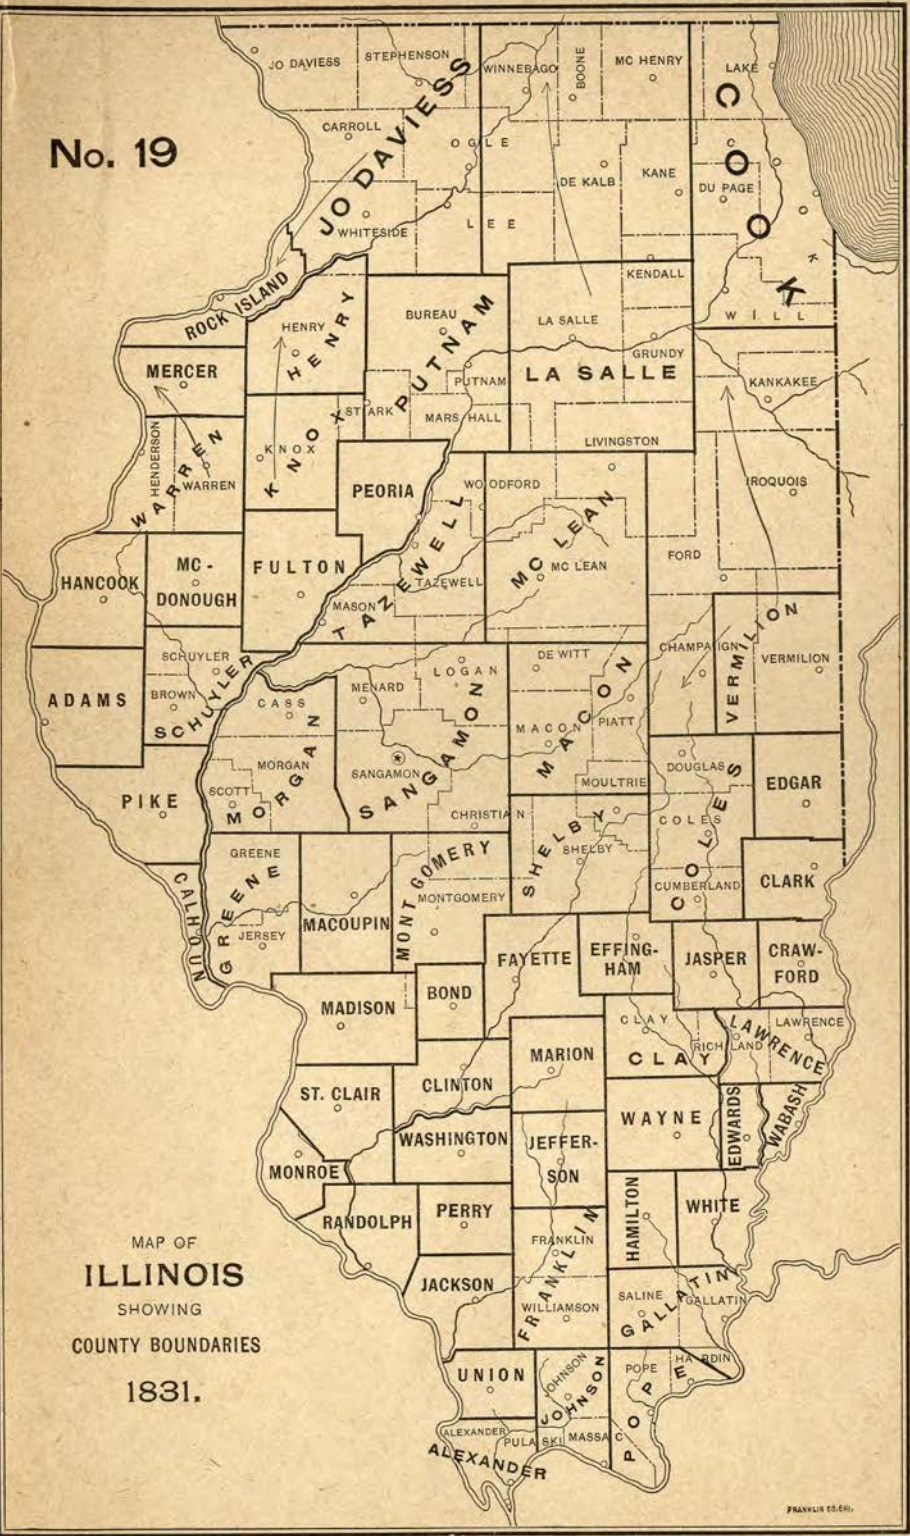 No. 19
JO DAVIESS
STEPHENSON
WINNEBAGO
BOONE
MC HENRY
LAKE
CARROLL
OGLE
JO DAVIESS
COOK
DE KALB
KANE
DU PAGE
COOK
WHITESIDE
LEE
KENDALL
WILL
ROCK ISLAND
HENRY
HENRY
BUREAU
PUTNAM
LA SALLE
GRUNDY
LA SALLE
KANKAKEE
MERCER
PUTNAM
STARK
MARSHALL
LIVINGSTON
HENDERSON
WARREN
WARREN
KNOX
KNOX
PEORIA
WOODFORD
IROQUOIS
HANCOCK
MC-
DONOUGH
FULTON
TAZEWELL
TAZEWELL
MASON
MC LEAN
MC LEAN
FORD
ADAMS
SCHUYLER
BROWN
SCHUYLER
CASS
MENARD
LOGAN
DE WITT
CHAMPAIGN
VERMILION
VERMILION
MACON
MACON
PIATT
PIKE
MORGAN
SCOTT
MORGAN
SANGAMON
SANGAMON
CHRISTIAN
MOULTRIE
DOUGLAS
EDGAR
SHELBY
SHELBY
COLES
COLES
CUMBERLAND
CLARK
CALHOUN
GREENE
GREENE
JERSEY
MACOUPIN
MONTGOMERY
MONTGOMERY
FAYETTE
EFFING-
HAM
JASPER
CRAW-
FORD
MADISON
BOND
CLAY
CLAY
RICHLAND
LAWRENCE
LAWRENCE
ST. CLAIR
CLINTON
MARION
WAYNE
EDWARDS
WABASH
MONROE
WASHINGTON
JEFFER-
SON
RANDOLPH
PERRY
HAMILTON
WHITE
JACKSON
FRANKLIN
FRANKLIN
WILLIAMSON
SALINE
GALLATIN
GALLATIN
UNION
JOHNSON
JOHNSON
POPE
POPE
HARDIN
ALEXANDER
PULASKI
MASSAC
ALEXANDER
MAP OF
ILLINOIS
SHOWING
COUNTY BOUNDARIES
1831.
FRANKLIN CO. CHI.